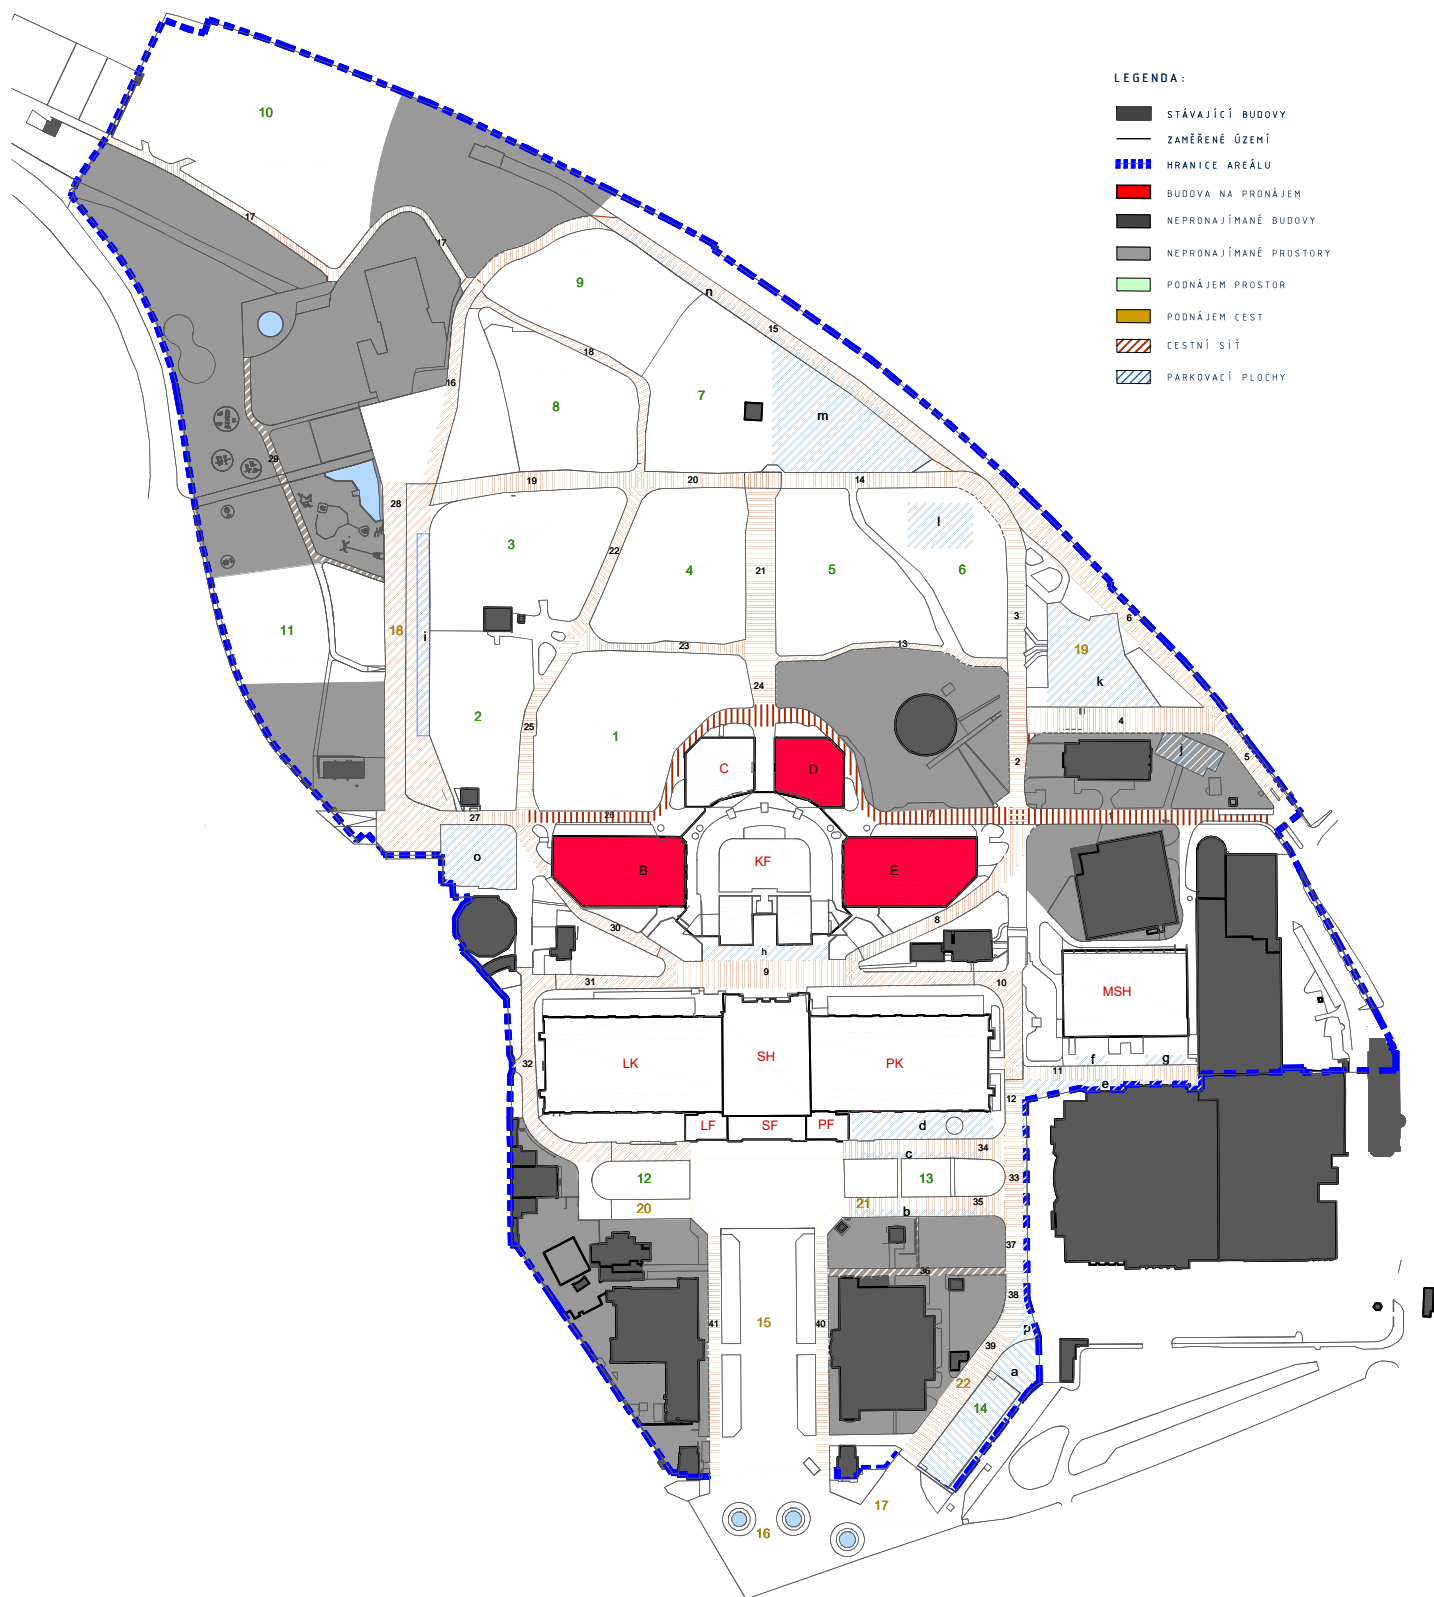 LEGENDA:
STÁVAJÍCÍ BUDOVY
ZAMĚŘENÉ ÚZEMÍ
HRANICE AREÁLU
BUDOVA NA PRONÁJEM
NEPRONAJÍMANÉ BUDOVY
NEPRONAJÍMANÉ PROSTORY
PODNÁJEM PROSTOR
PODNÁJEM CEST
CESTNÍ SÍŤ
PARKOVACÍ PLOCHY
10
17
17
9
n
15
18
16
8
7
m
29
28
19
20
14
l
3
22
4
21
5
6
3
6
11
18
i
23
13
19
k
24
2
25
1
4
j
5
2
C
D
27
26
7
1
o
B
KF
E
30
8
h
9
31
10
MSH
32
LK
SH
PK
f
g
11
e
12
LF
SF
PF
d
c
34
12
13
33
20
21
35
b
37
36
38
41
15
40
p
39
a
22
14
17
16